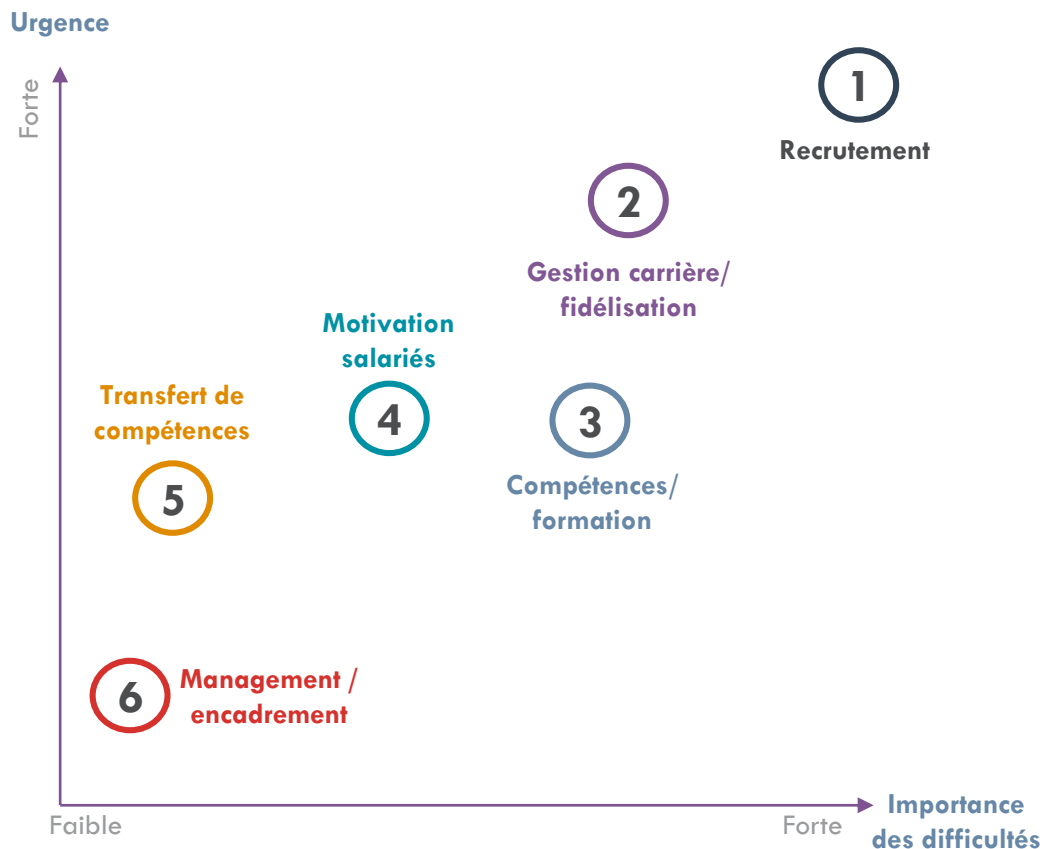 Urgence
Forte
1
Recrutement
2
Gestion carrière/
fidélisation
Motivation
salariés
4
3
Compétences/
formation
Transfert de
compétences
5
6
Management /
encadrement
Faible
Forte
Importance
des difficultés